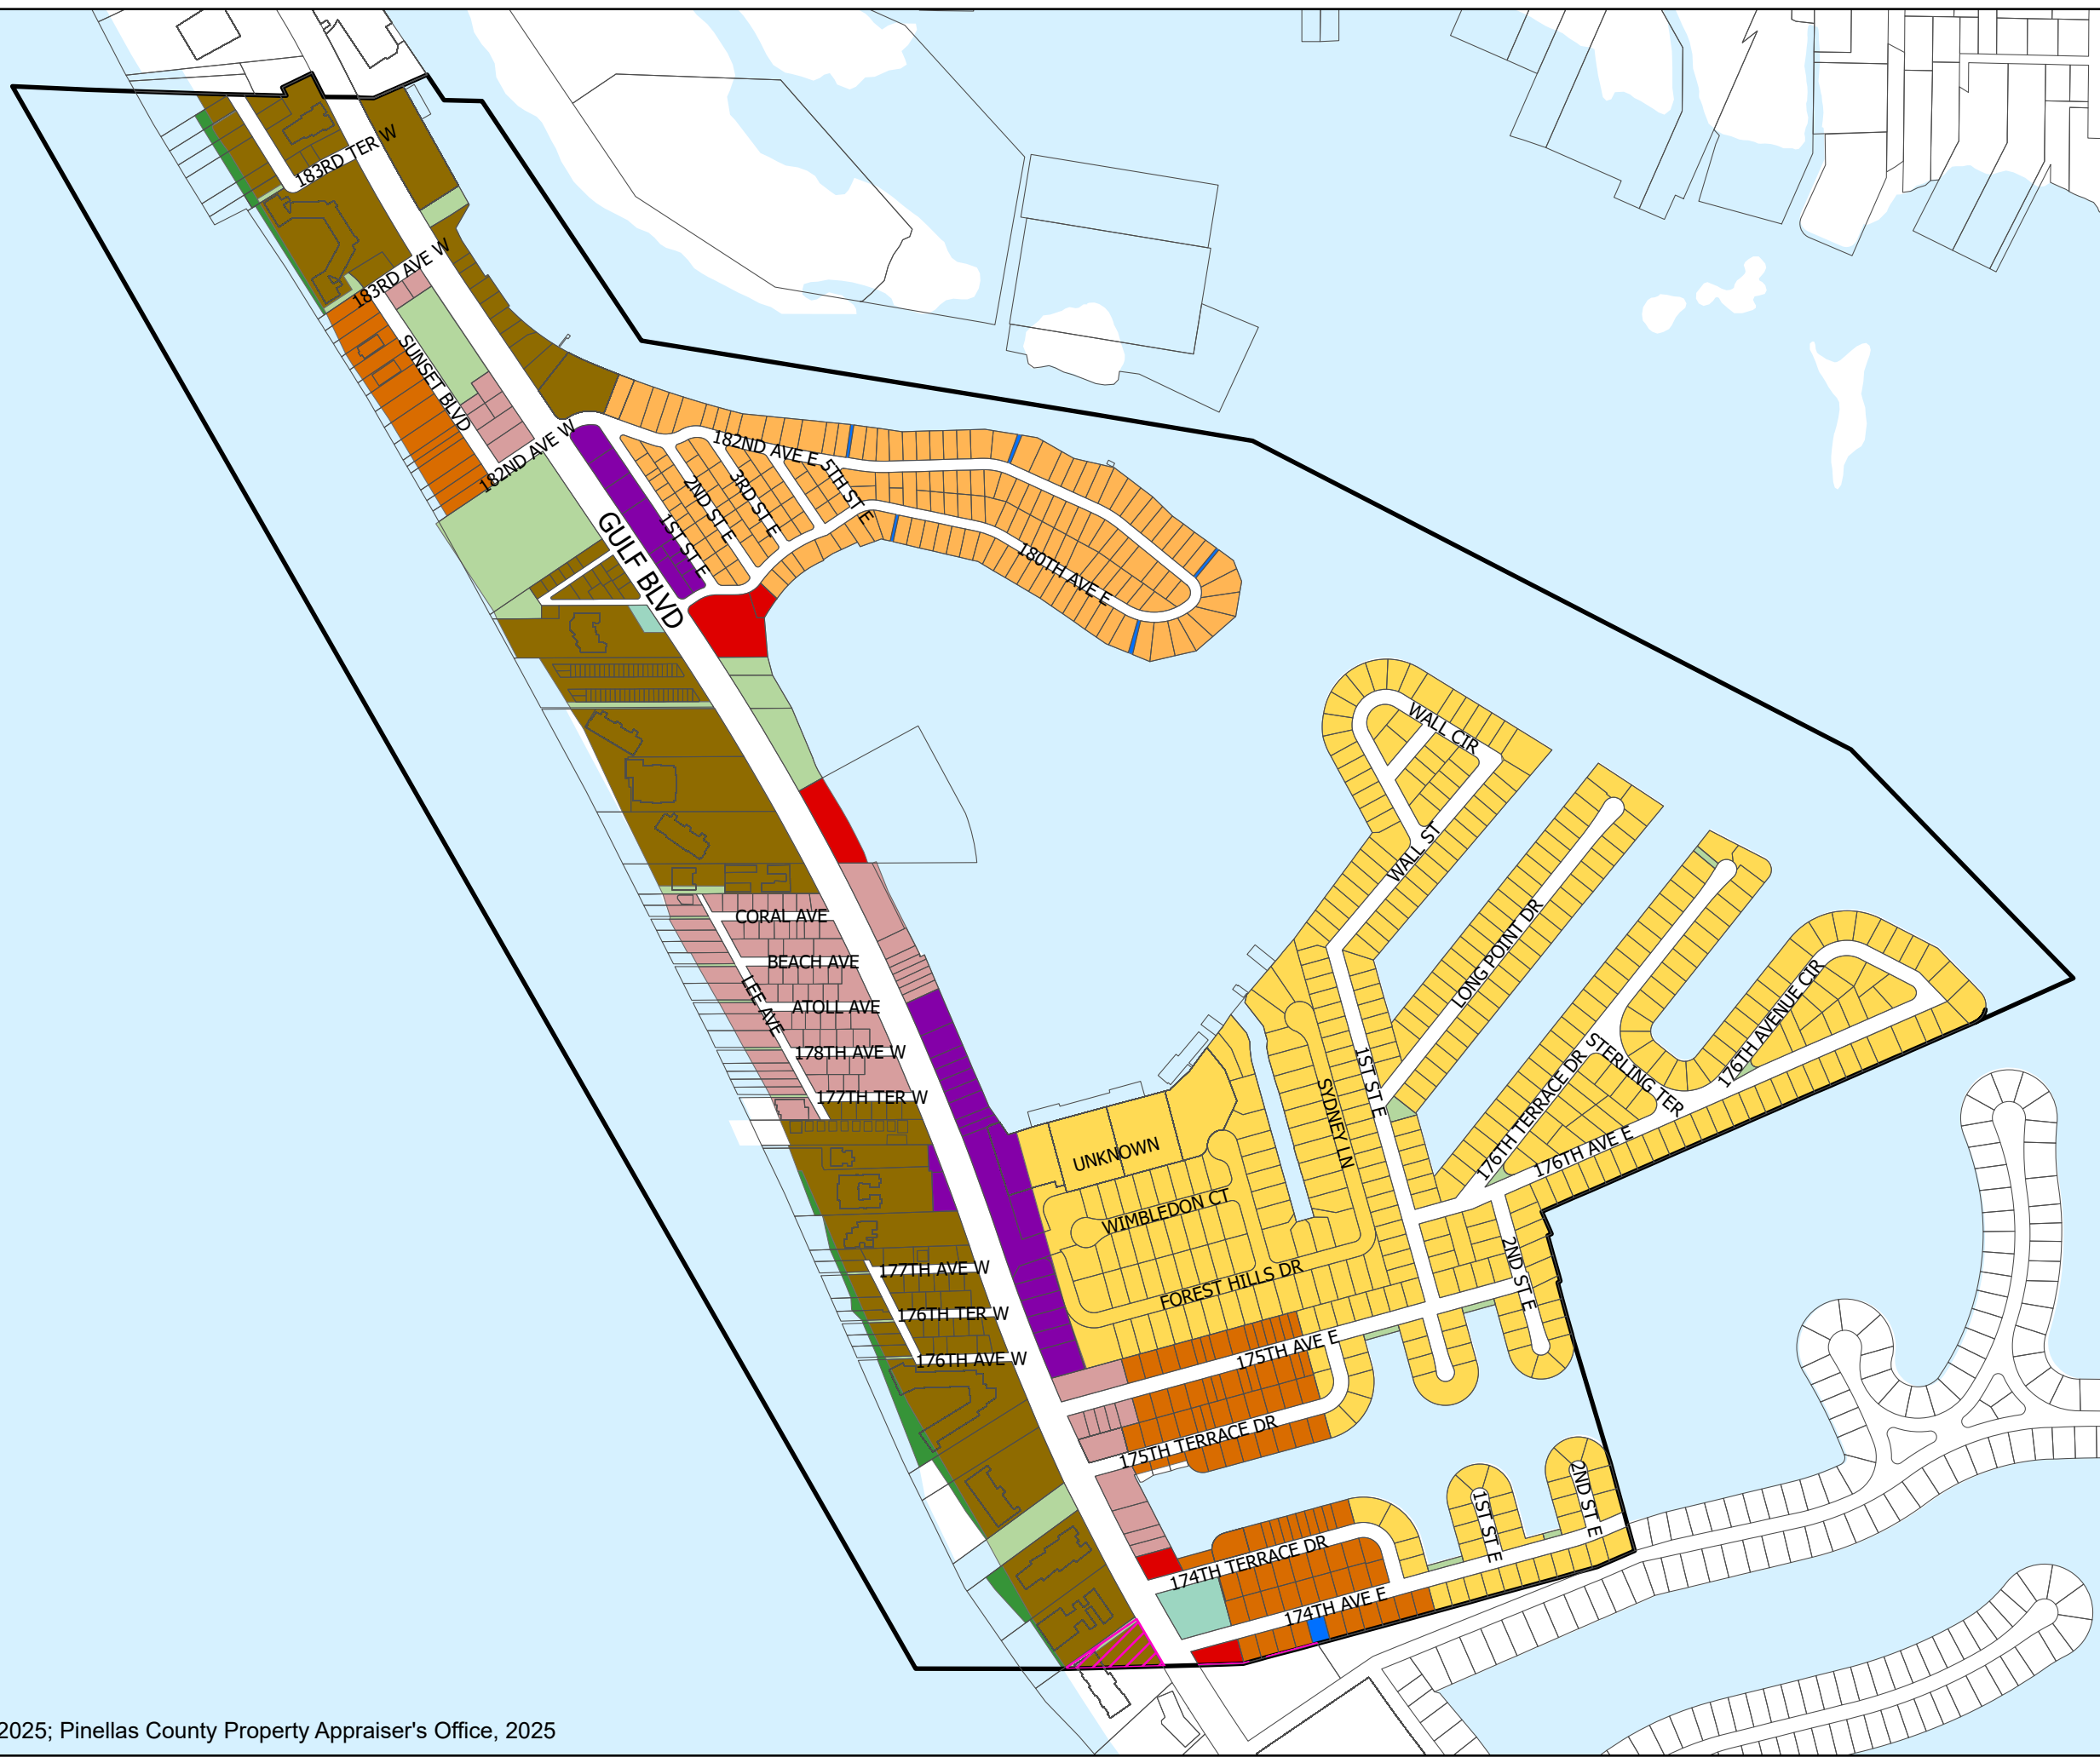 183RD TER W
183RD AVE W
SUNSET BLVD
182ND AVE W
182ND AVE E
5TH ST E
3RD ST E
2ND ST E
1ST ST E
GULF BLVD
180TH AVE E
WALL CIR
WALL ST
LONG POINT DR
CORAL AVE
BEACH AVE
LEE AVE
ATOLL AVE
178TH AVE W
177TH TER W
176TH AVENUE CIR
STERLING TER
176TH TERRACE DR
1ST ST E
SYDNEY LN
UNKNOWN
176TH AVE E
WIMBLEDON CT
2ND ST E
FOREST HILLS DR
177TH AVE W
176TH TER W
176TH AVE W
175TH AVE E
175TH TERRACE DR
1ST ST E
2ND ST E
174TH TERRACE DR
174TH AVE E
2025; Pinellas County Property Appraiser's Office, 2025